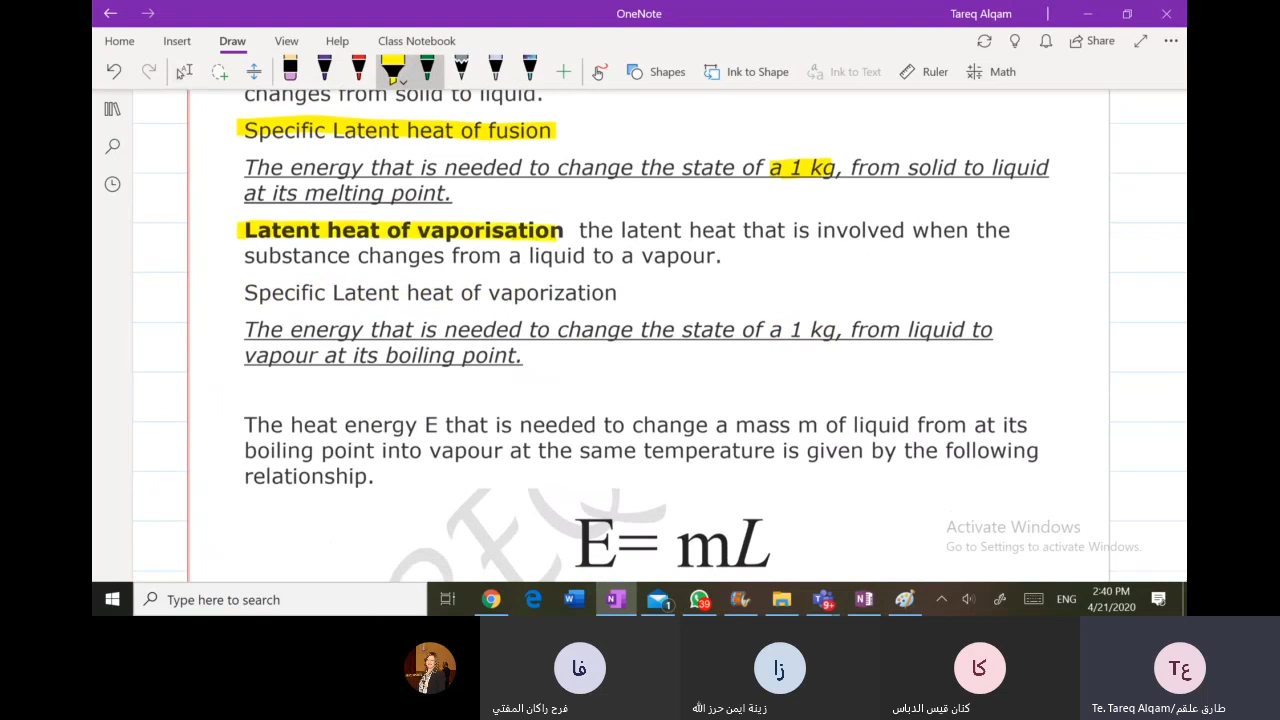 OneNote
Tareq Alqam
Home Insert Draw View Help Class Notebook
Share
Shapes Ink to Shape Ink to Text Ruler Math
changes from solid to liquid.
Specific Latent heat of fusion
The energy that is needed to change the state of a 1 kg, from solid to liquid
at its melting point.
Latent heat of vaporisation the latent heat that is involved when the
substance changes from a liquid to a vapour.
Specific Latent heat of vaporization
The energy that is needed to change the state of a 1 kg, from liquid to
vapour at its boiling point.
The heat energy E that is needed to change a mass m of liquid from at its
boiling point into vapour at the same temperature is given by the following
relationship.
E= mL
Activate Windows
Go to Settings to activate Windows.
Type here to search
1
39
9+
ENG
2:40 PM
4/21/2020
فا
زا
كا
Tع
فرح راكان المفتي
زينة ايمن حرز الله
كنان قيس الدباس
Te. Tareq Alqam/طارق علقم